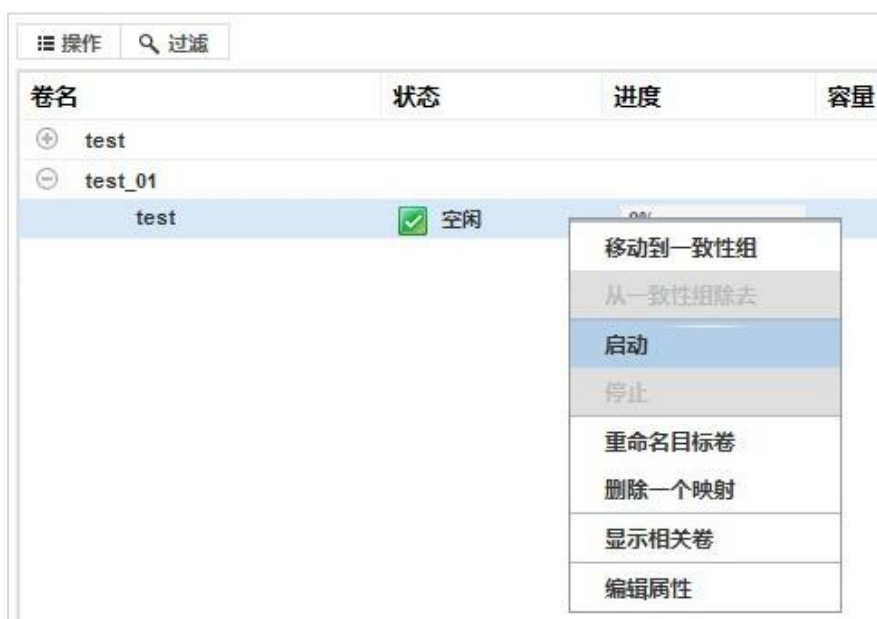 操作 过滤
卷名 状态 进度 容量
test
test_01
test 空闲 0%
移动到一致性组
从一致性组除去
启动
停止
重命名目标卷
删除一个映射
显示相关卷
编辑属性